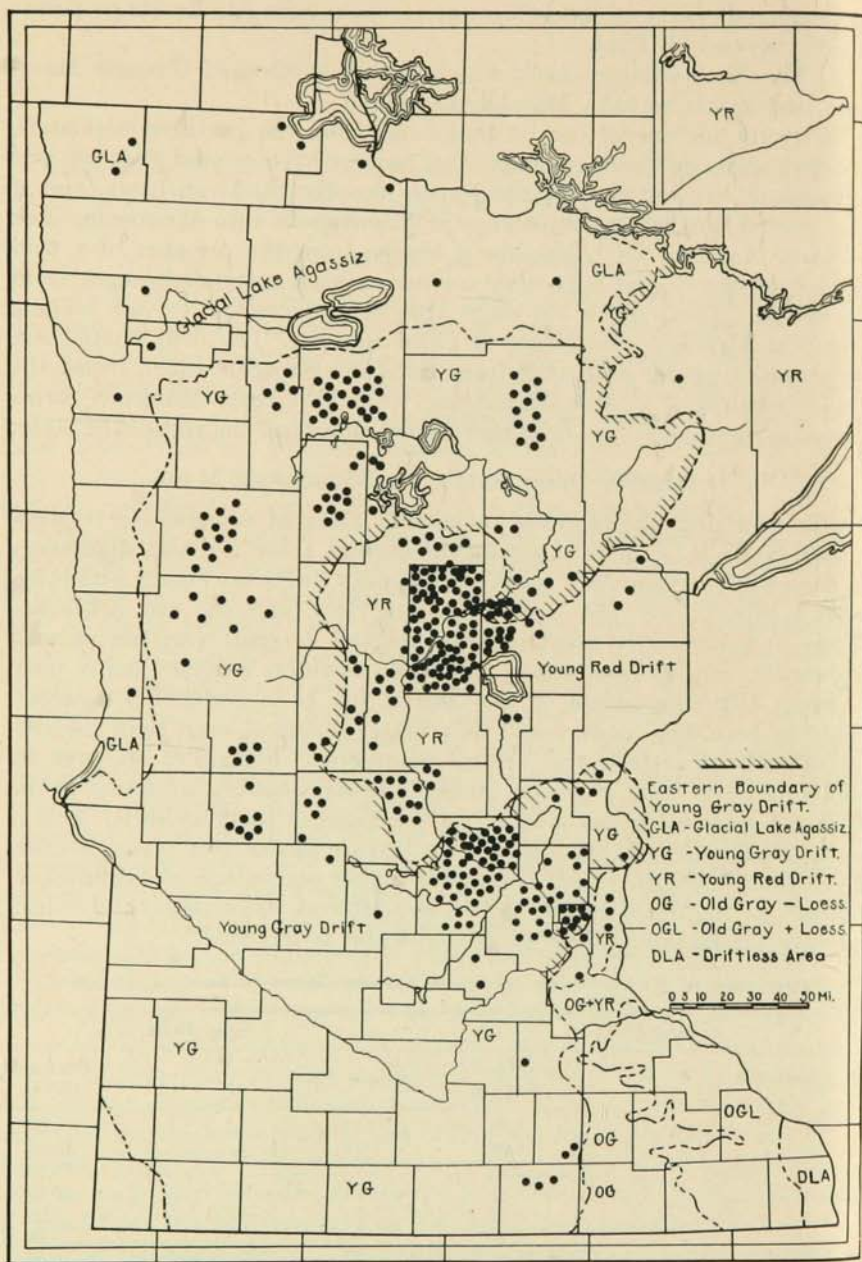 YR
GLA
Glacial Lake Agassiz
GLA
YG
YG
YR
YG
YG
YR
Young Red Drift
YG
GLA
YR
Eastern Boundary of
Young Gray Drift.
YG
GLA - Glacial Lake Agassiz
YG - Young Gray Drift.
YR - Young Red Drift.
OG - Old Gray - Loess.
Young Gray Drift
YR
OGL - Old Gray + Loess
DLA - Driftless Area
0 5 10 20 30 40 50 Mi.
OG+YR
YG
YG
OGL
OG
YG
OG
DLA